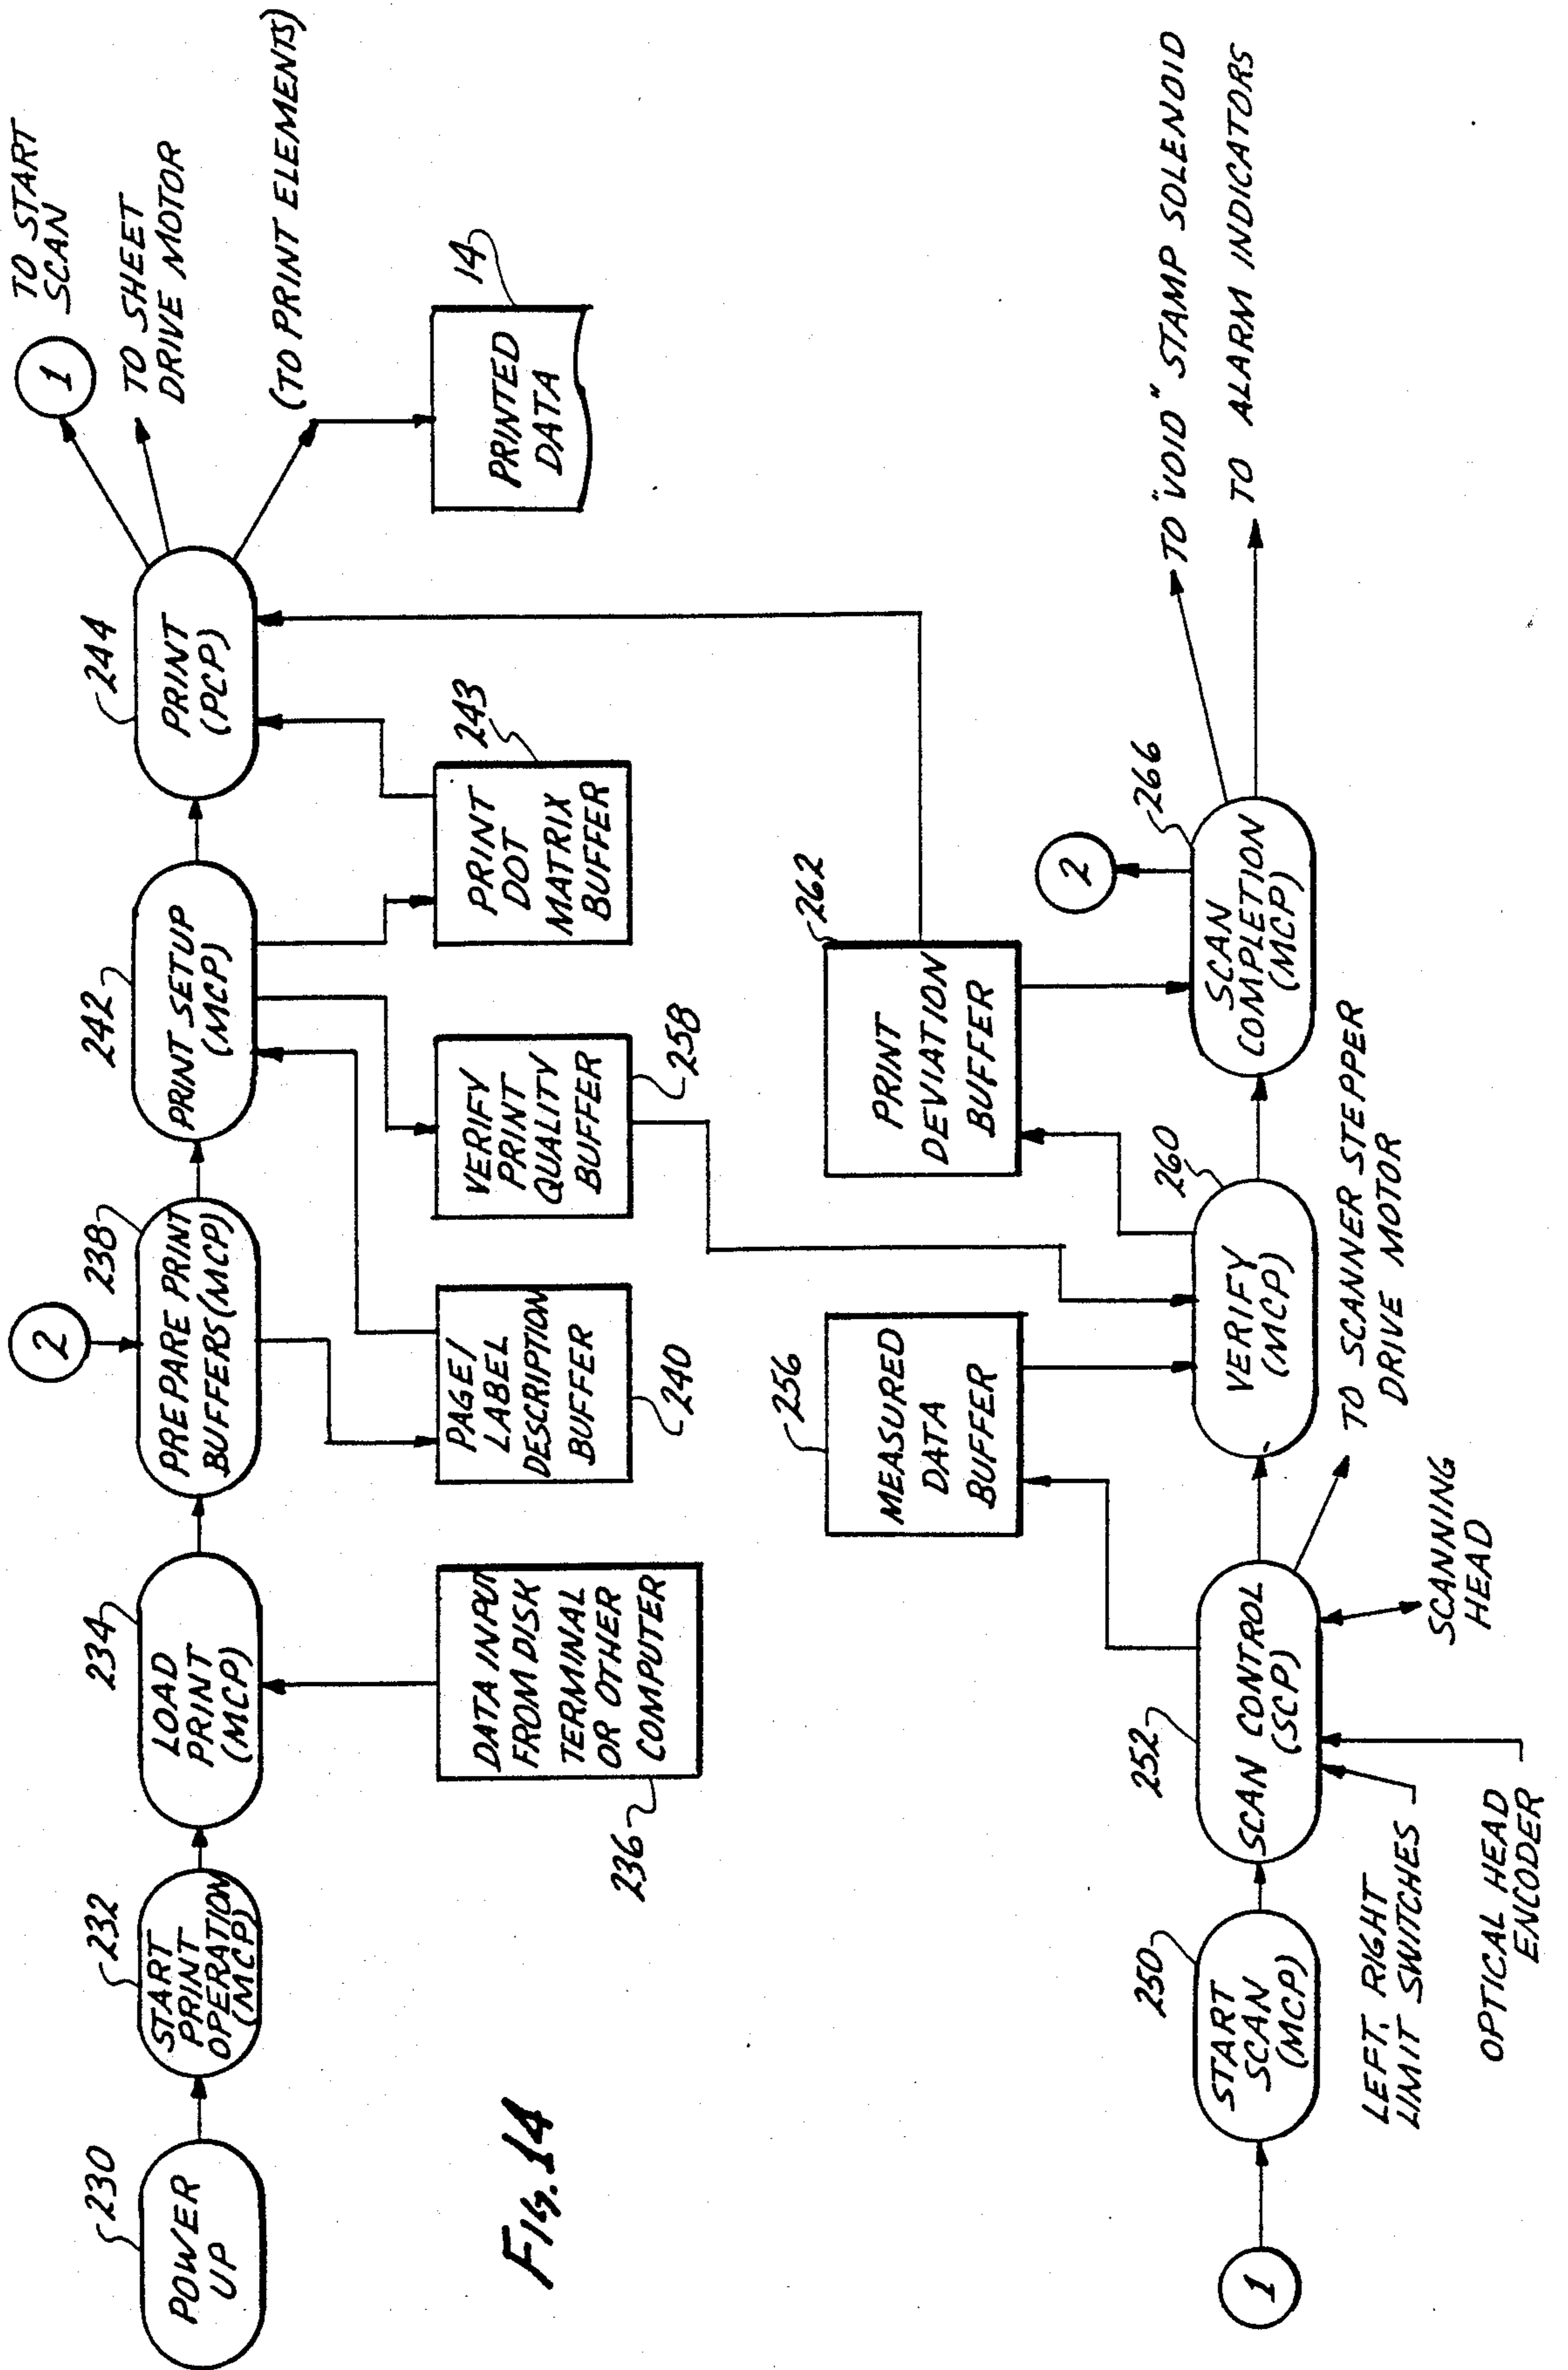 230
POWER
UP
232
START
PRINT
OPERATION
(MCP)
234
LOAD
PRINT
(MCP)
236
DATA INPUT
FROM DISK
TERMINAL
OR OTHER
COMPUTER
2
238
PREPARE PRINT
BUFFERS (MCP)
PAGE/
LABEL
DESCRIPTION
BUFFER
240
242
PRINT SETUP
(MCP)
VERIFY
PRINT
QUALITY
BUFFER
258
243
PRINT
DOT
MATRIX
BUFFER
244
PRINT
(PCP)
1
TO START
SCAN
TO SHEET
DRIVE MOTOR
(TO PRINT ELEMENTS)
14
PRINTED
DATA
Fig. 14
1
250
START
SCAN
(MCP)
252
SCAN CONTROL
(SCP)
LEFT, RIGHT
LIMIT SWITCHES
OPTICAL HEAD
ENCODER
SCANNING
HEAD
TO SCANNER STEPPER
DRIVE MOTOR
256
MEASURED
DATA
BUFFER
260
VERIFY
(MCP)
262
PRINT
DEVIATION
BUFFER
2
266
SCAN
COMPLETION
(MCP)
TO "VOID" STAMP SOLENOID
TO ALARM INDICATORS